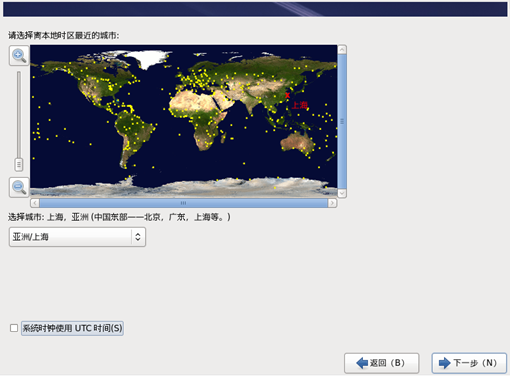 请选择离本地时区最近的城市:
上海
选择城市: 上海, 亚洲 (中国东部——北京, 广东, 上海等。)
亚洲/上海
系统时钟使用 UTC 时间(S)
返回（B）
下一步（N）